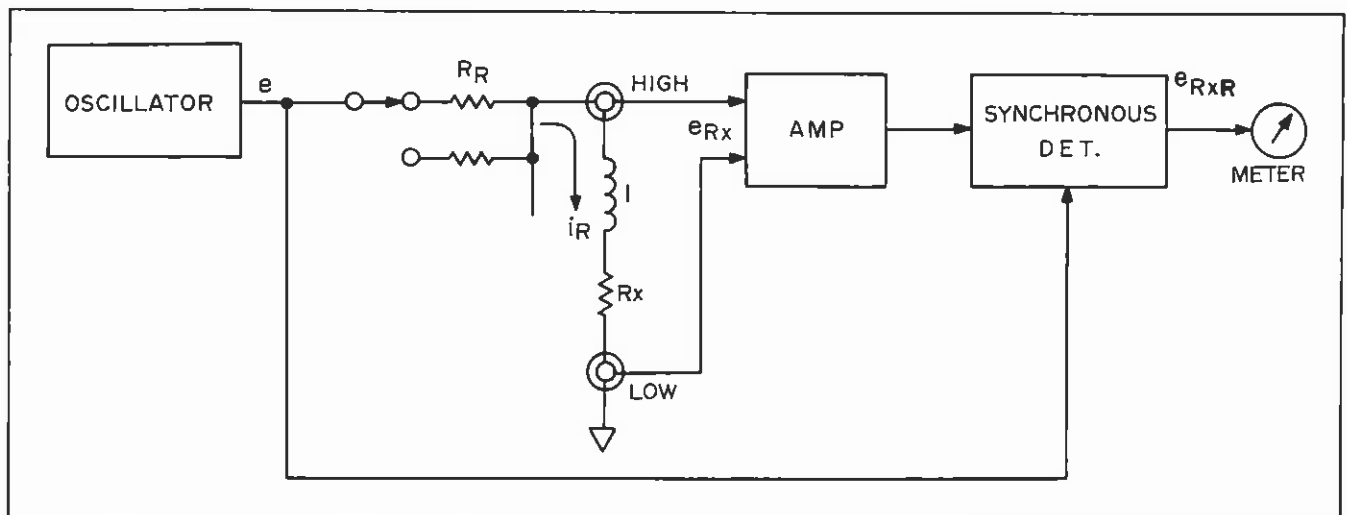 OSCILLATOR
e
RR
HIGH
eRx
AMP
SYNCHRONOUS
DET.
eRxR
METER
l
iR
Rx
LOW